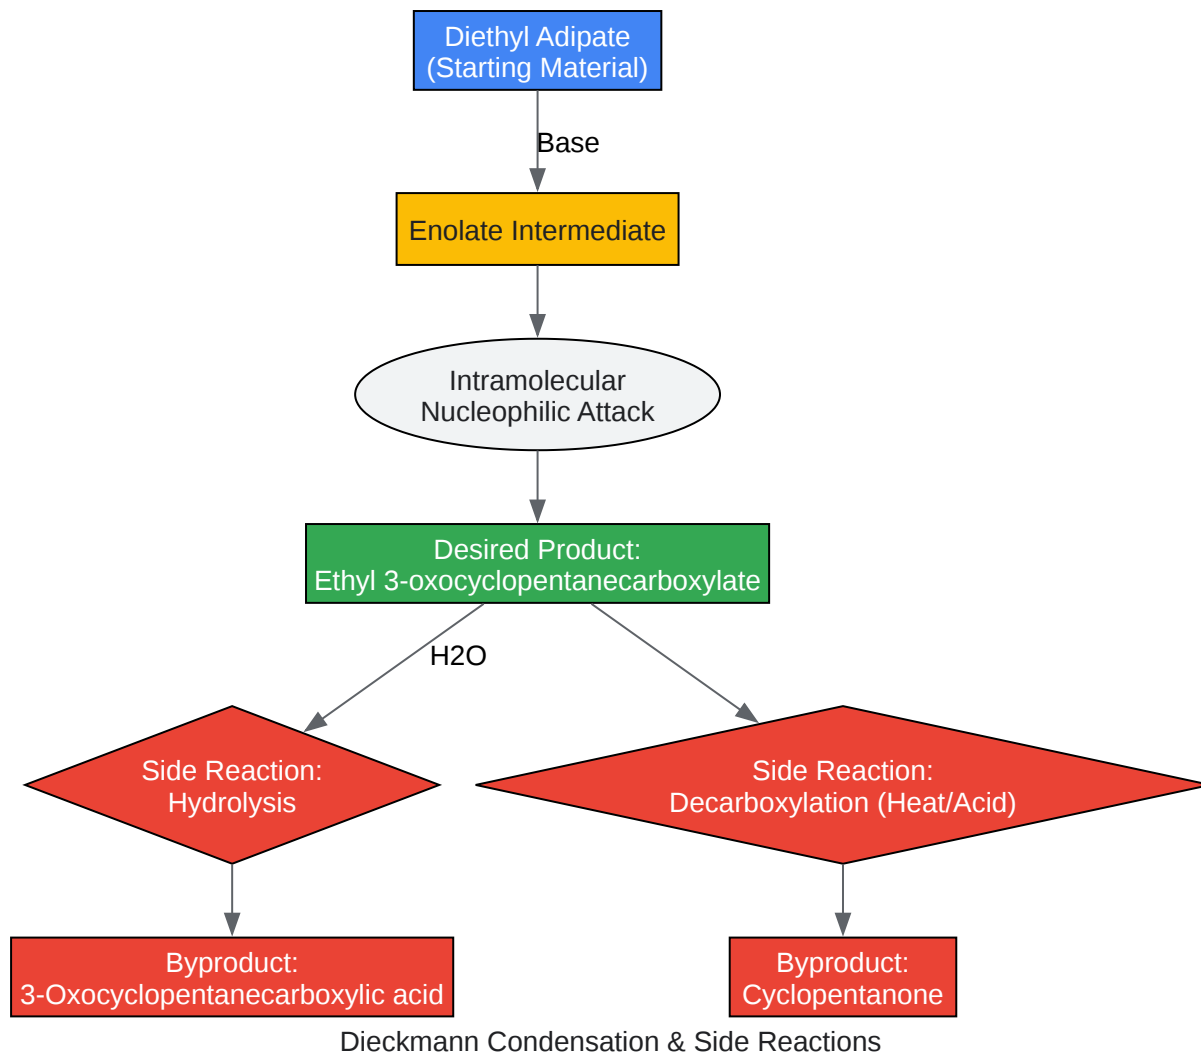 Diethyl Adipate
(Starting Material)
Base
Enolate Intermediate
Intramolecular
Nucleophilic Attack
Desired Product:
Ethyl 3-oxocyclopentanecarboxylate
H2O
Side Reaction:
Hydrolysis
Side Reaction:
Decarboxylation (Heat/Acid)
Byproduct:
3-Oxocyclopentanecarboxylic acid
Byproduct:
Cyclopentanone
Dieckmann Condensation & Side Reactions